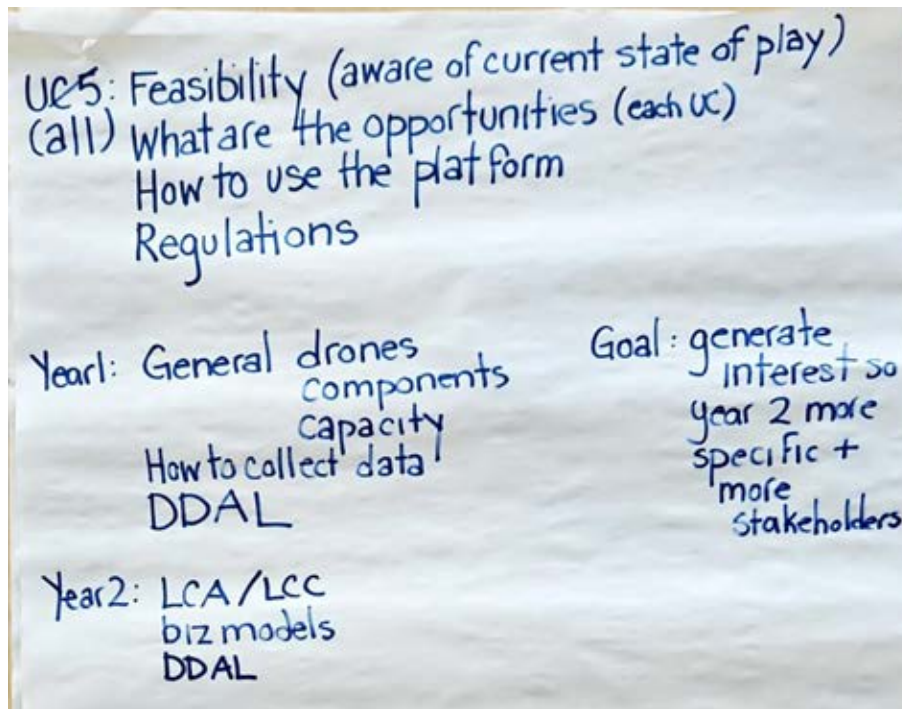 UC5: Feasibility (aware of current state of play)
(all) What are the opportunities (each UC)
How to use the platform
Regulations
Year1: General drones
components
capacity
How to collect data
DDAL
Goal: generate
interest so
year 2 more
specific +
more
stakeholders
Year2: LCA/LCC
biz models
DDAL